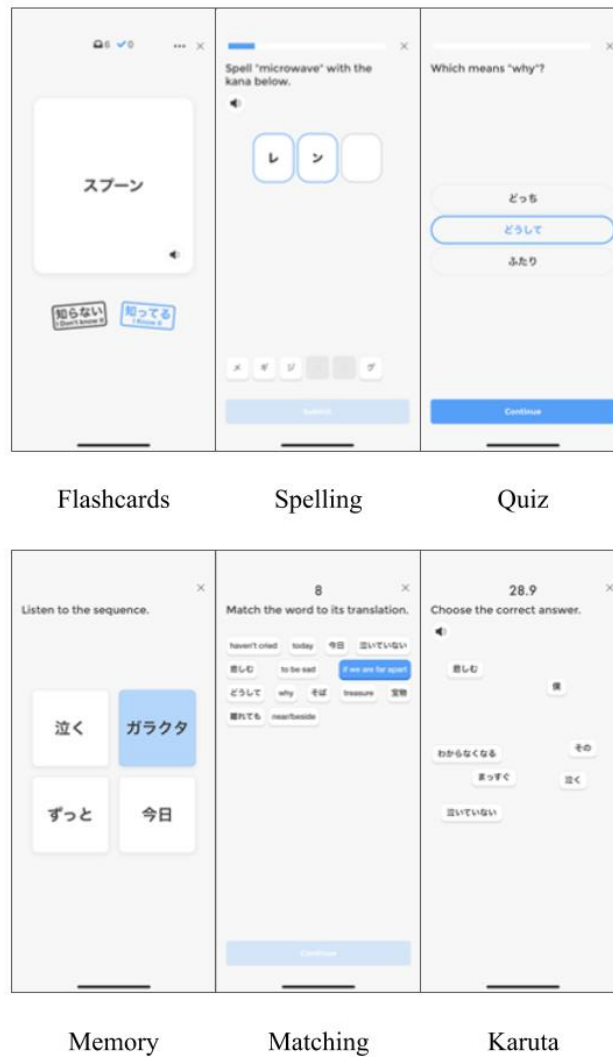 6 0 ••• ×
スプーン
知らない
I Don't know it
知ってる
I Know it
×
Spell "microwave" with the
kana below.
レ ン
メ ギ ジ グ
Submit
×
Which means "why"?
どっち
どうして
ふたり
Continue
Flashcards Spelling Quiz
×
Listen to the sequence.
泣く ガラクタ
ずっと 今日
8 ×
Match the word to its translation.
haven't cried today 今日 泣いていない
悲しむ to be sad if we are far apart
どうして why そば treasure 宝物
離れても near/beside
Continue
28.9 ×
Choose the correct answer.
悲しむ
僕
わからなくなる その
まっすぐ 泣く
泣いていない
Memory Matching Karuta